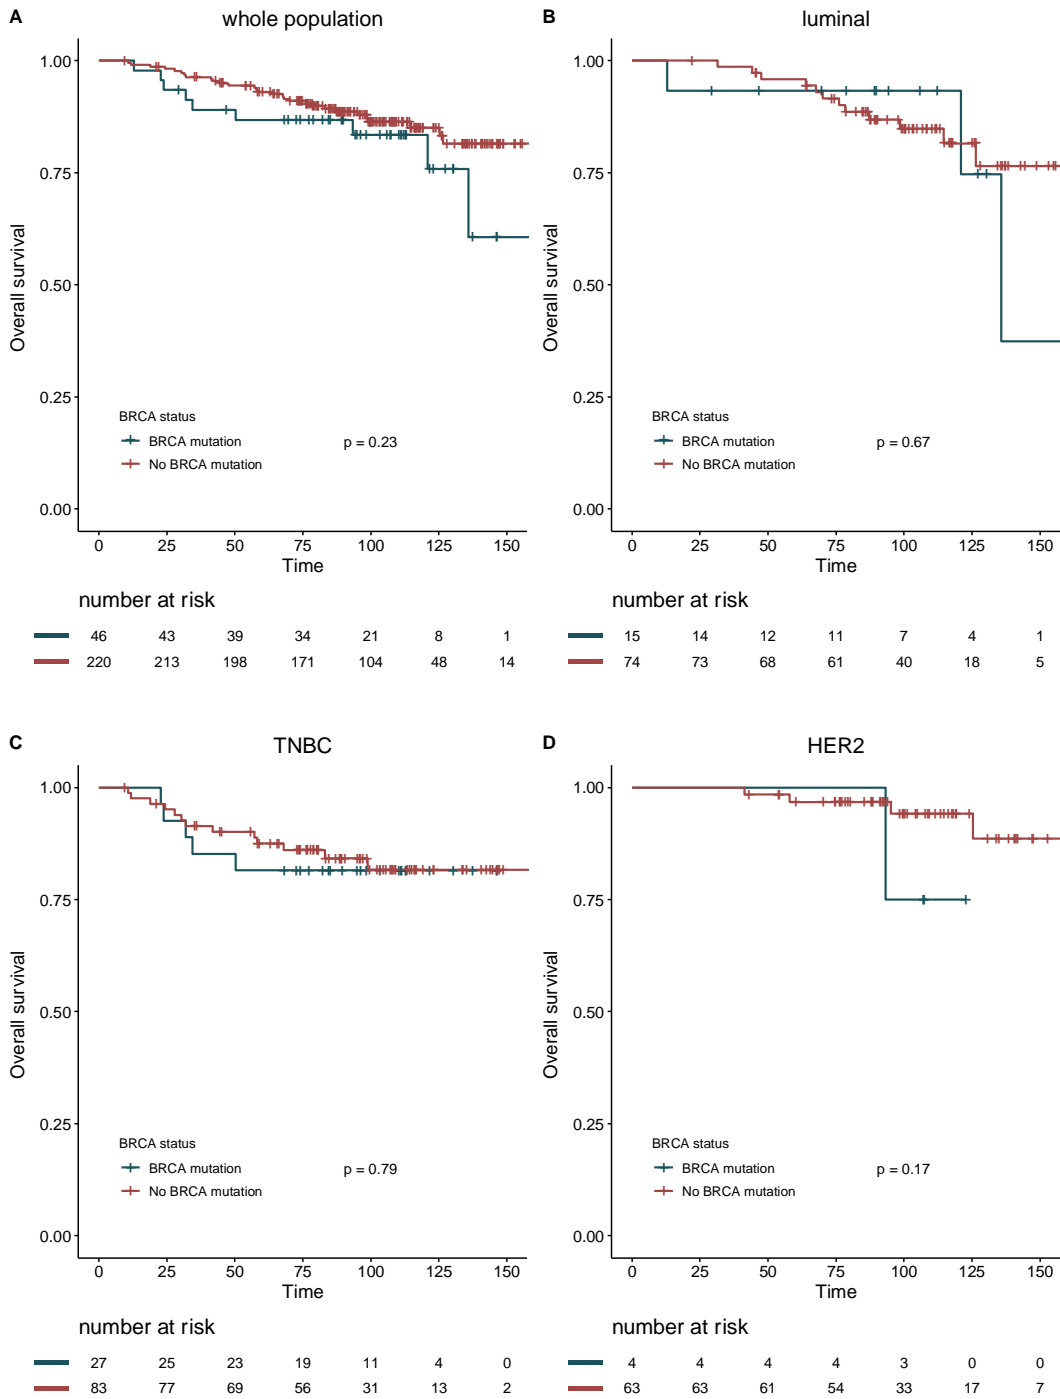 A
whole population
1.00
0.75
0.50
0.25
0.00
Overall survival
BRCA status
BRCA mutation
No BRCA mutation
p = 0.23
0 25 50 75 100 125 150
Time
number at risk
46 43 39 34 21 8 1
220 213 198 171 104 48 14
B
luminal
1.00
0.75
0.50
0.25
0.00
Overall survival
BRCA status
BRCA mutation
No BRCA mutation
p = 0.67
0 25 50 75 100 125 150
Time
number at risk
15 14 12 11 7 4 1
74 73 68 61 40 18 5
C
TNBC
1.00
0.75
0.50
0.25
0.00
Overall survival
BRCA status
BRCA mutation
No BRCA mutation
p = 0.79
0 25 50 75 100 125 150
Time
number at risk
27 25 23 19 11 4 0
83 77 69 56 31 13 2
D
HER2
1.00
0.75
0.50
0.25
0.00
Overall survival
BRCA status
BRCA mutation
No BRCA mutation
p = 0.17
0 25 50 75 100 125 150
Time
number at risk
4 4 4 4 3 0 0
63 63 61 54 33 17 7